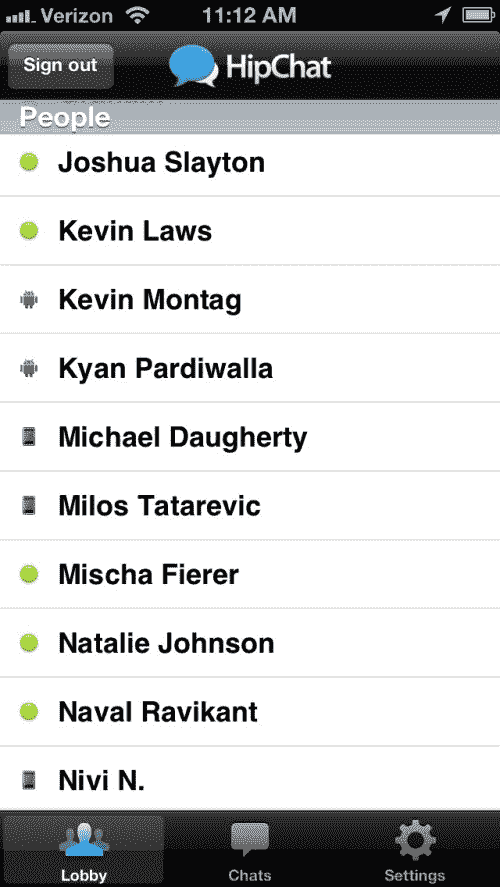 Verizon 11:12 AM
Sign out HipChat
People
Joshua Slayton
Kevin Laws
Kevin Montag
Kyan Pardiwalla
Michael Daugherty
Milos Tatarevic
Mischa Fierer
Natalie Johnson
Naval Ravikant
Nivi N.
Lobby Chats Settings